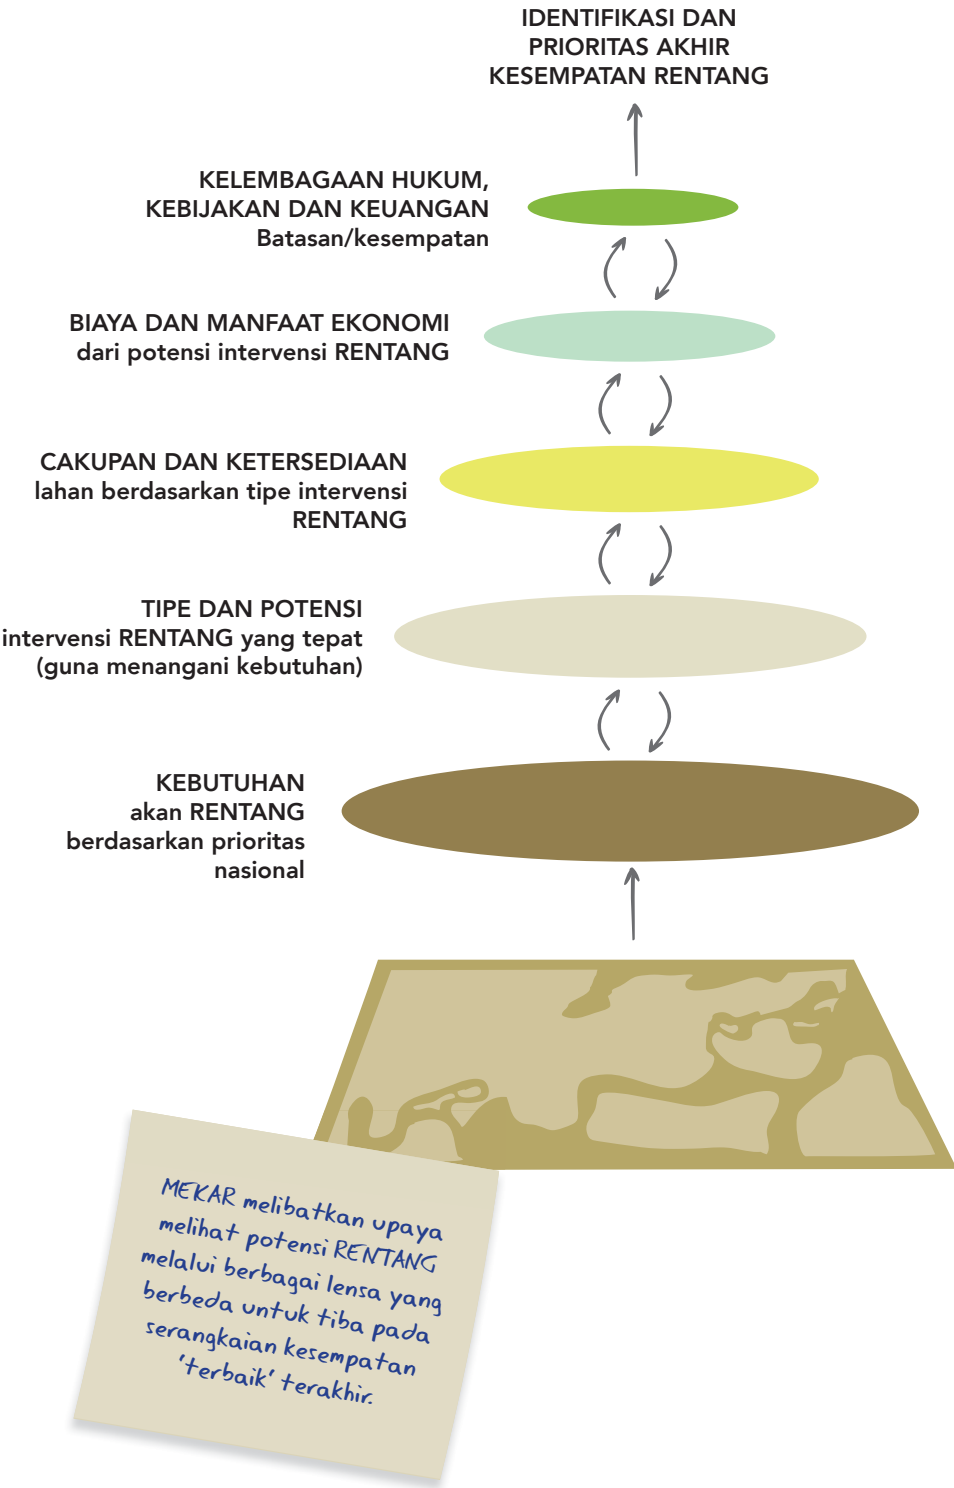 IDENTIFIKASI DAN
PRIORITAS AKHIR
KESEMPATAN RENTANG
KELEMBAGAAN HUKUM,
KEBIJAKAN DAN KEUANGAN
Batasan/kesempatan
BIAYA DAN MANFAAT EKONOMI
dari potensi intervensi RENTANG
CAKUPAN DAN KETERSEDIAAN
lahan berdasarkan tipe intervensi
RENTANG
TIPE DAN POTENSI
intervensi RENTANG yang tepat
(guna menangani kebutuhan)
KEBUTUHAN
akan RENTANG
berdasarkan prioritas
nasional
MEKAR melibatkan upaya
melihat potensi RENTANG
melalui berbagai lensa yang
berbeda untuk tiba pada
serangkaian kesempatan
'terbaik' terakhir.